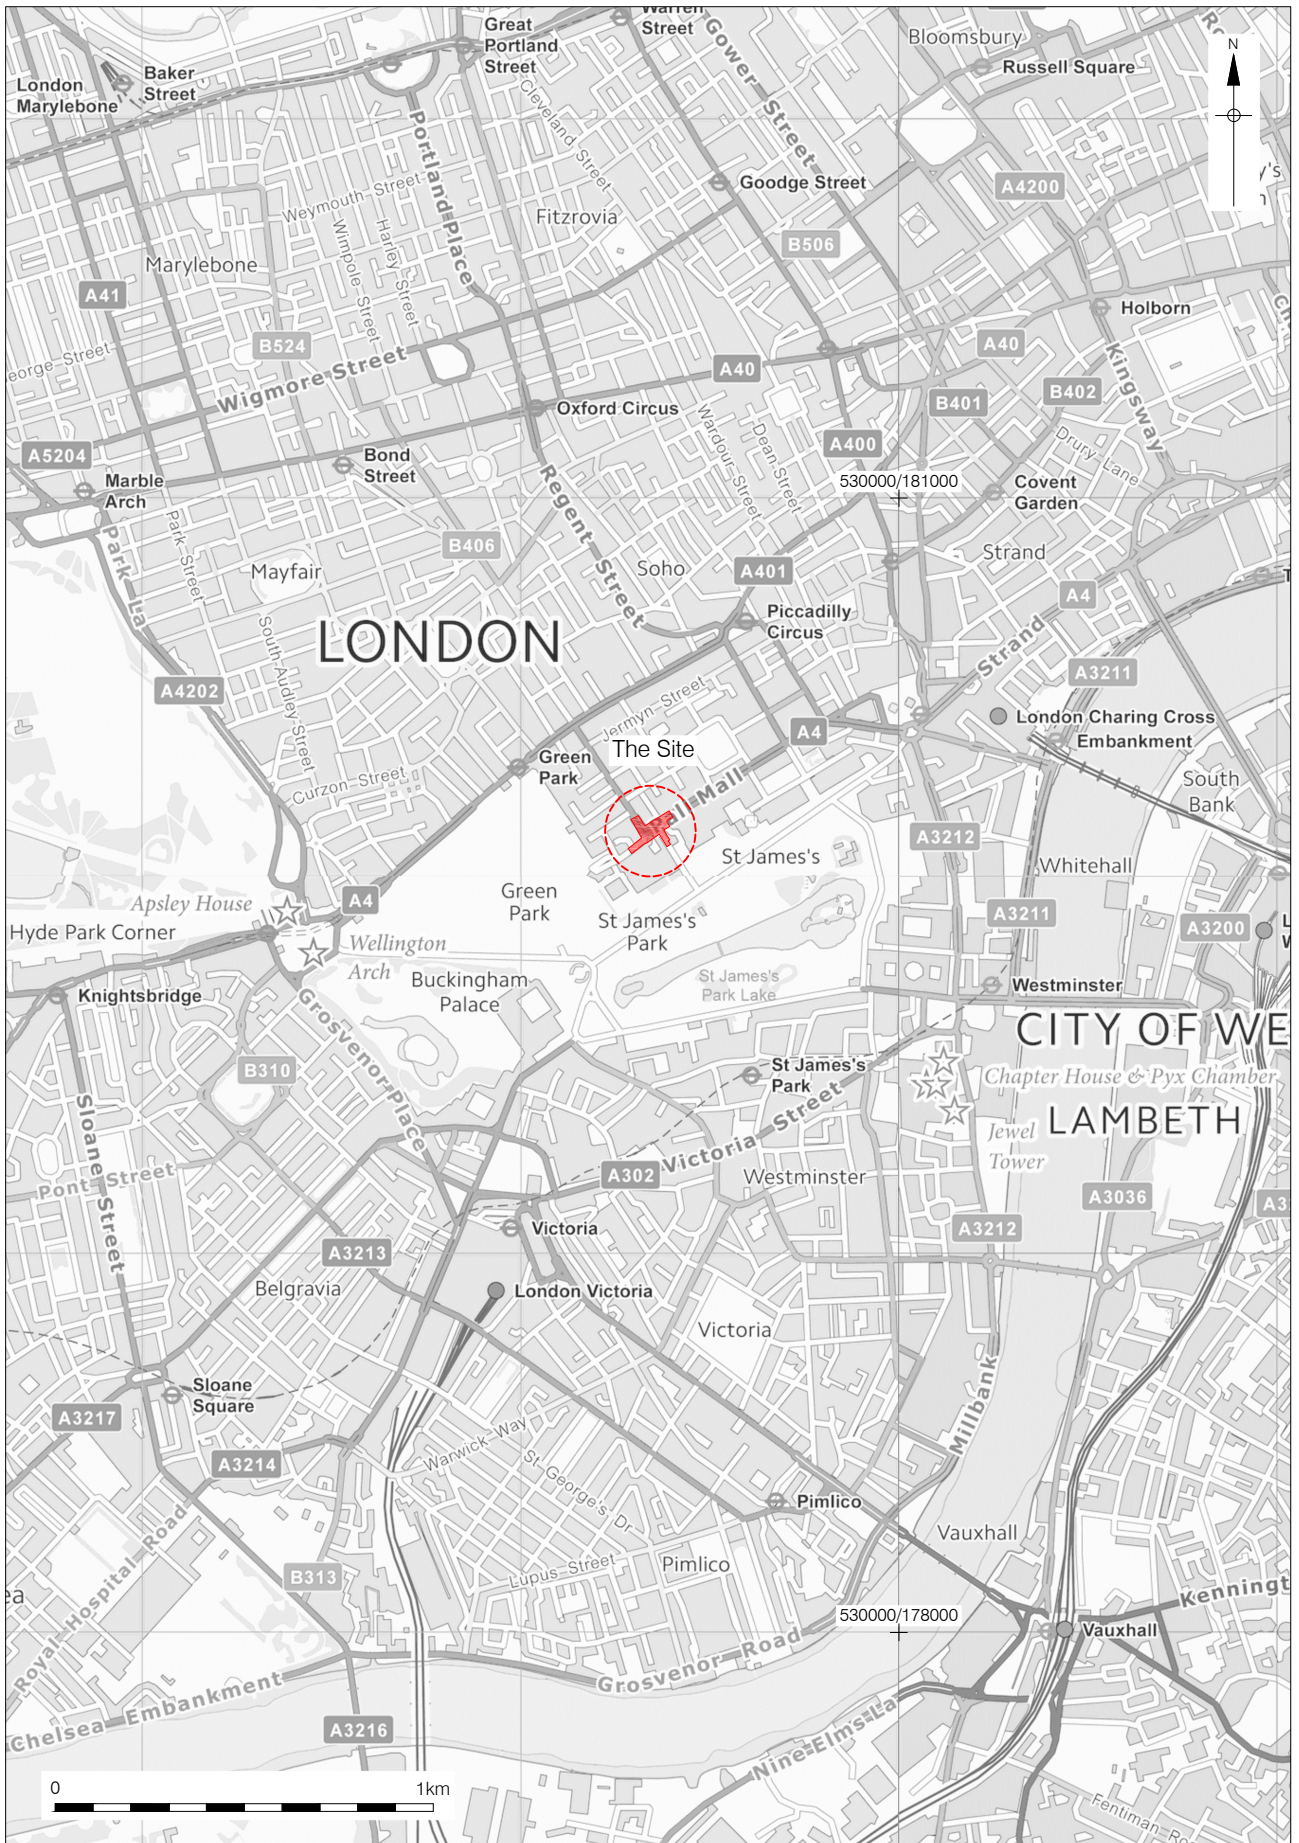 Warren
Street
Great
Portland
Street
Bloomsbury
Russell Square
N
Baker
Street
London
Marylebone
Gower Street
Cleveland Street
Portland Place
Goodge Street
A4200
Weymouth Street
Fitzrovia
Wimpole Street
Harley Street
B506
Marylebone
A41
Holborn
B524
eorge Street
Wigmore Street
A40
A40
Kingsway
B402
B401
Oxford Circus
Wardour Street
Dean Street
A400
Drury Lane
A5204
Bond
Street
Marble
Arch
530000/181000
Covent
Garden
Regent Street
Park Street
Park La
B406
Mayfair
Soho
A401
Strand
A4
Piccadilly
Circus
LONDON
South Audley Street
Strand
A3211
A4202
Jermyn Street
London Charing Cross
Embankment
A4
The Site
Green
Park
Curzon Street
Pall Mall
South
Bank
A3212
St James's
Whitehall
Apsley House
A4
Green
Park
A3211
St James's
Park
A3200
Hyde Park Corner
Wellington
Arch
Buckingham
Palace
St James's
Park Lake
Westminster
Knightsbridge
Grosvenor Place
CITY OF WE
B310
St James's
Park
Chapter House & Pyx Chamber
Sloane Street
LAMBETH
Jewel
Tower
Victoria Street
Pont Street
A302
Westminster
A3036
Victoria
A3212
A3213
Belgravia
London Victoria
Victoria
Millbank
Sloane
Square
A3217
Warwick Way
A3214
St. George's Dr
Pimlico
Vauxhall
Royal Hospital Road
Lupus Street
Pimlico
B313
Kenningt
530000/178000
Vauxhall
Grosvenor Road
Chelsea Embankment
A3216
Nine Elms La
0
1km
Fentiman Ro